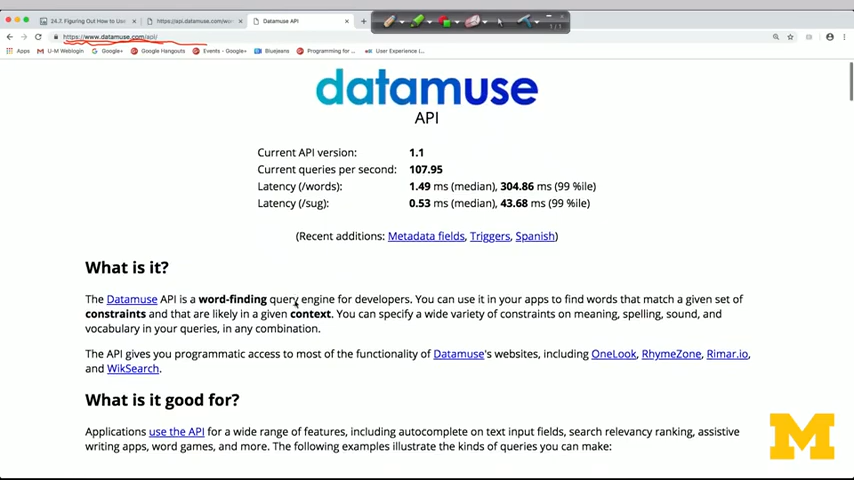 24.7. Figuring Out How to Use
https://api.datamuse.com/wor
Datamuse API
https://www.datamuse.com/api/
Apps
U-M Weblogin
Google+
Google Hangouts
Events - Google+
Bluejeans
Programming for ...
User Experience (...
1/1
datamuse
API
Current API version: 1.1
Current queries per second: 107.95
Latency (/words): 1.49 ms (median), 304.86 ms (99 %ile)
Latency (/sug): 0.53 ms (median), 43.68 ms (99 %ile)
(Recent additions: Metadata fields, Triggers, Spanish)
What is it?
The Datamuse API is a word-finding query engine for developers. You can use it in your apps to find words that match a given set of
constraints and that are likely in a given context. You can specify a wide variety of constraints on meaning, spelling, sound, and
vocabulary in your queries, in any combination.
The API gives you programmatic access to most of the functionality of Datamuse's websites, including OneLook, RhymeZone, Rimar.io,
and WikSearch.
What is it good for?
Applications use the API for a wide range of features, including autocomplete on text input fields, search relevancy ranking, assistive
writing apps, word games, and more. The following examples illustrate the kinds of queries you can make:
M